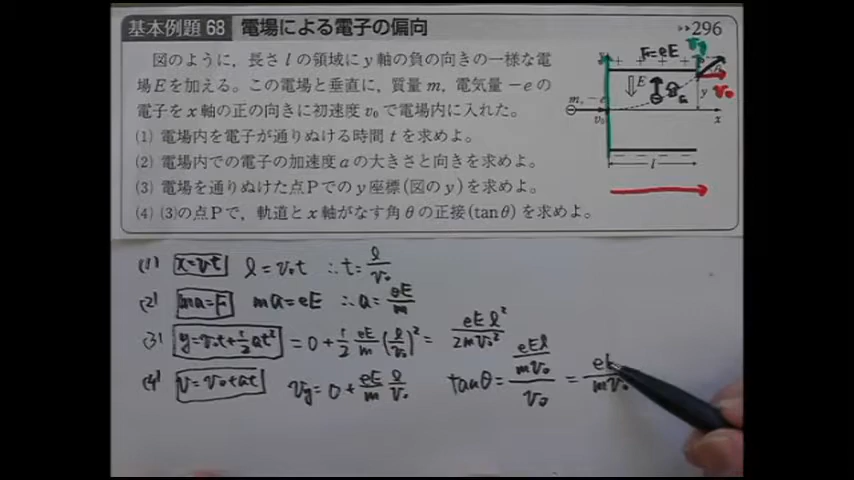 基本例題 68 電場による電子の偏向 >>296
図のように，長さ l の領域に y 軸の負の向きの一様な電
場 E を加える。この電場と垂直に，質量 m，電気量 −e の
電子を x 軸の正の向きに初速度 v₀ で電場内に入れた。
(1) 電場内を電子が通りぬける時間 t を求めよ。
(2) 電場内での電子の加速度 a の大きさと向きを求めよ。
(3) 電場を通りぬけた点Pでの y 座標(図の y)を求めよ。
(4) (3)の点Pで，軌道と x 軸がなす角 θ の正接(tanθ)を求めよ。
F=eE
m, −e
v₀
E
a
y
x
l
v₀
(1) x=vt l=v₀t ∴t=l/v₀
(2) ma=F ma=eE ∴a=eE/m
(3) y=v₀t+1/2at² =0+1/2 eE/m (l/v₀)²= eEl²/2mv₀²
(4) v=v₀+at v_y=0+eE/m l/v₀ tanθ= (eEl/mv₀)/v₀ = eE/mv₀